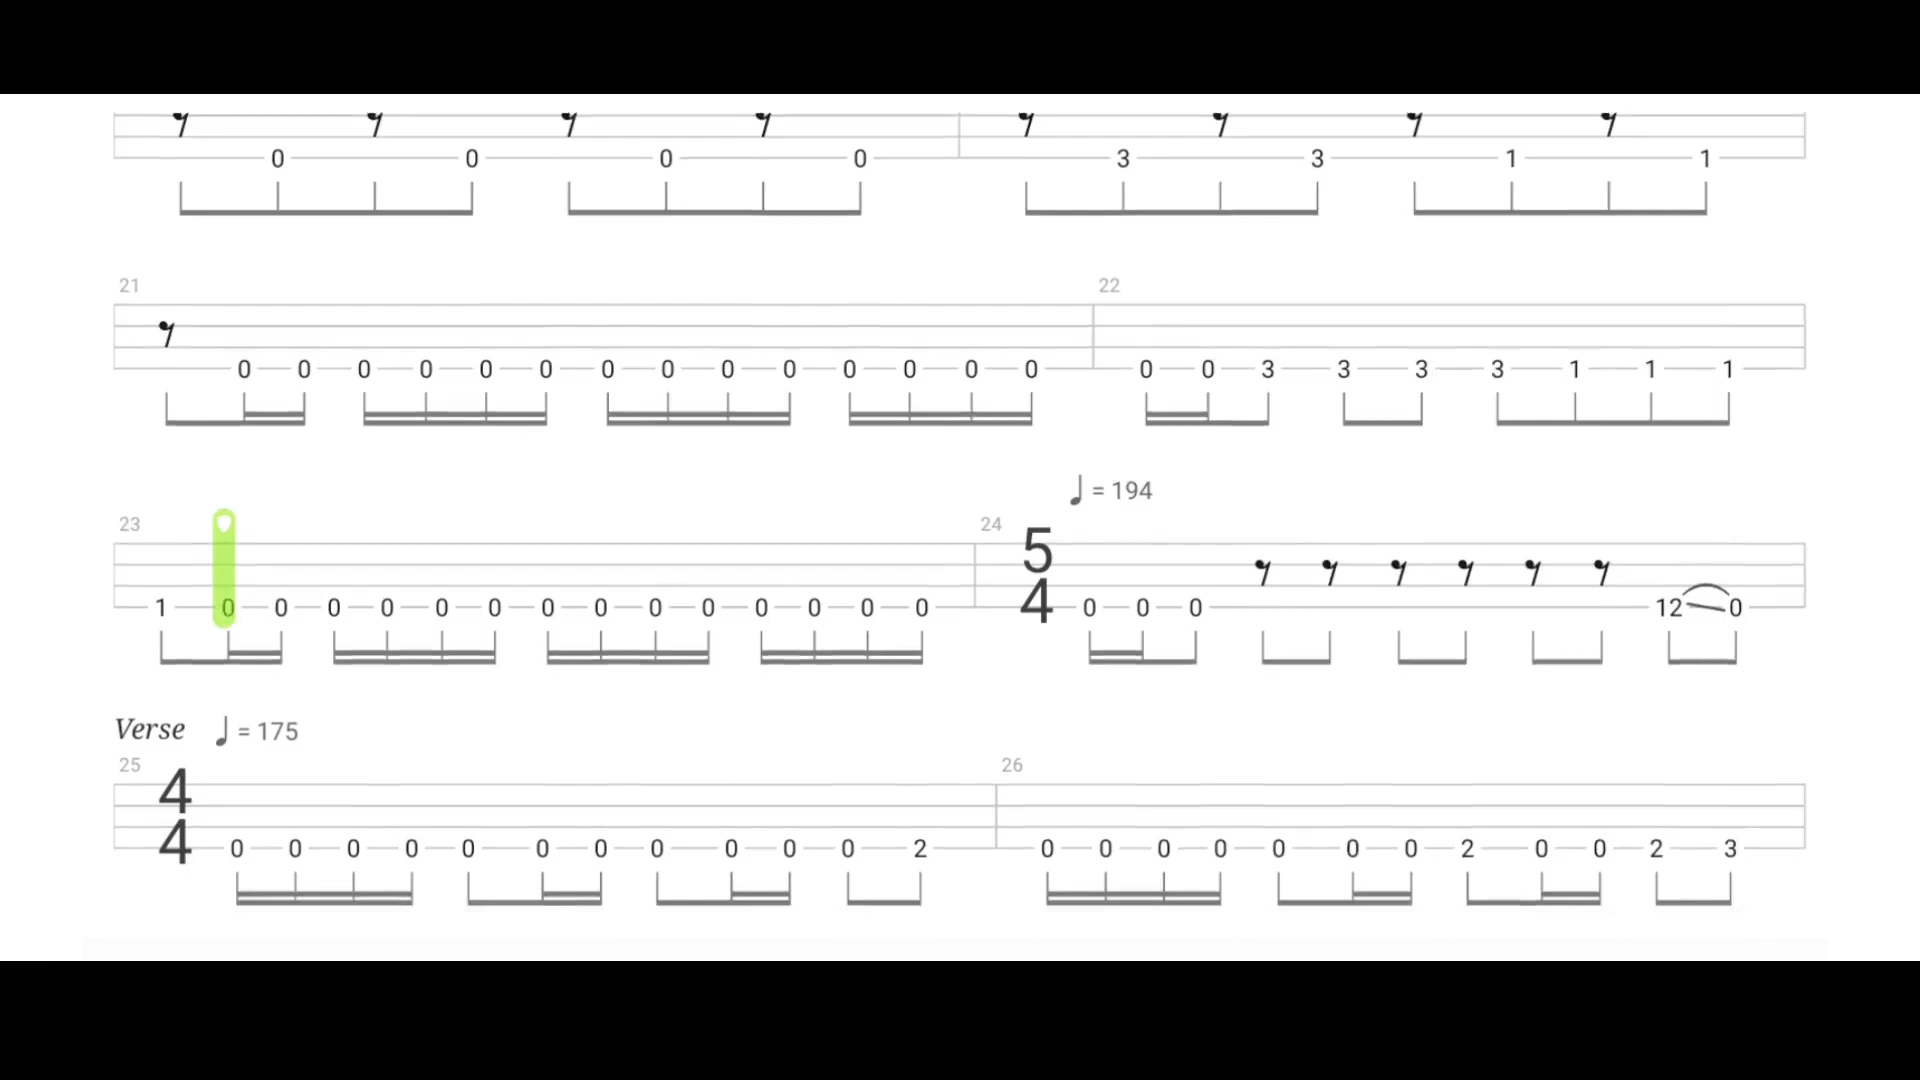 0 0 0 0 3 3 1 1
21 22
0 0 0 0 0 0 0 0 0 0 0 0 0 0 0 0 3 3 3 3 1 1 1
♩ = 194
23 24
5
4
1 0 0 0 0 0 0 0 0 0 0 0 0 0 0 0 0 0 12 0
Verse ♩ = 175
25 26
4
4
0 0 0 0 0 0 0 0 0 0 0 2 0 0 0 0 0 0 0 2 0 0 2 3